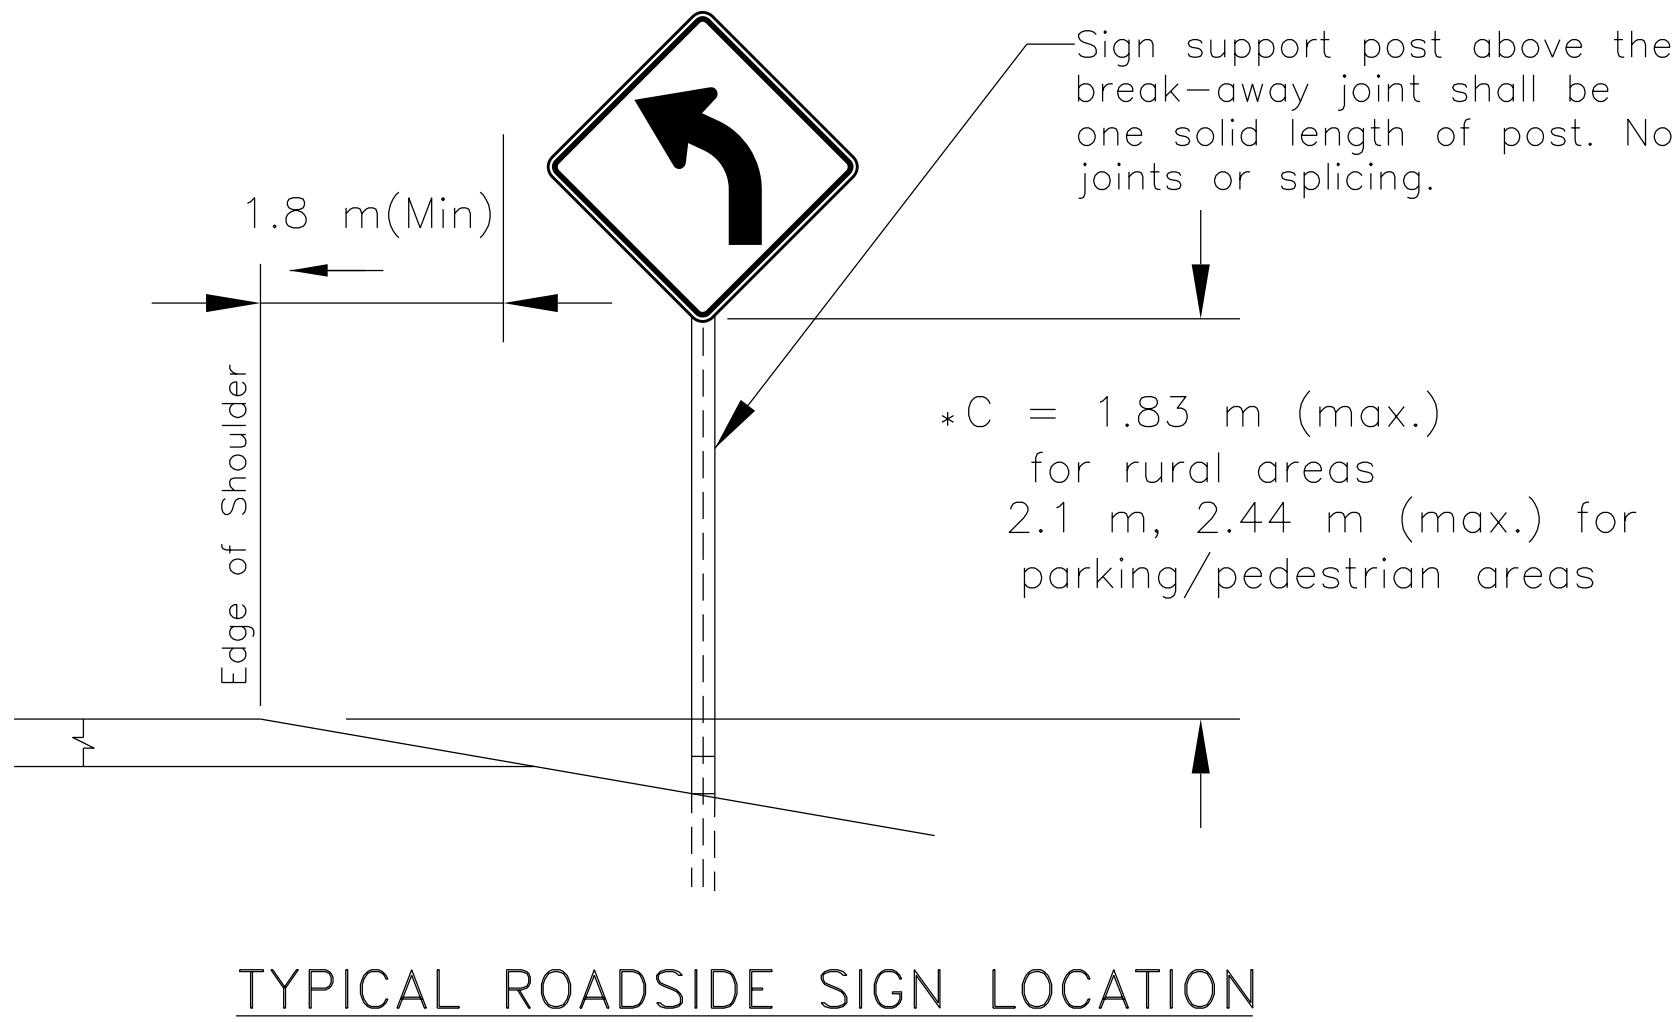 Sign support post above the
break-away joint shall be
one solid length of post. No
joints or splicing.
1.8 m(Min)
Edge of Shoulder
*C = 1.83 m (max.)
for rural areas
2.1 m, 2.44 m (max.) for
parking/pedestrian areas
TYPICAL ROADSIDE SIGN LOCATION